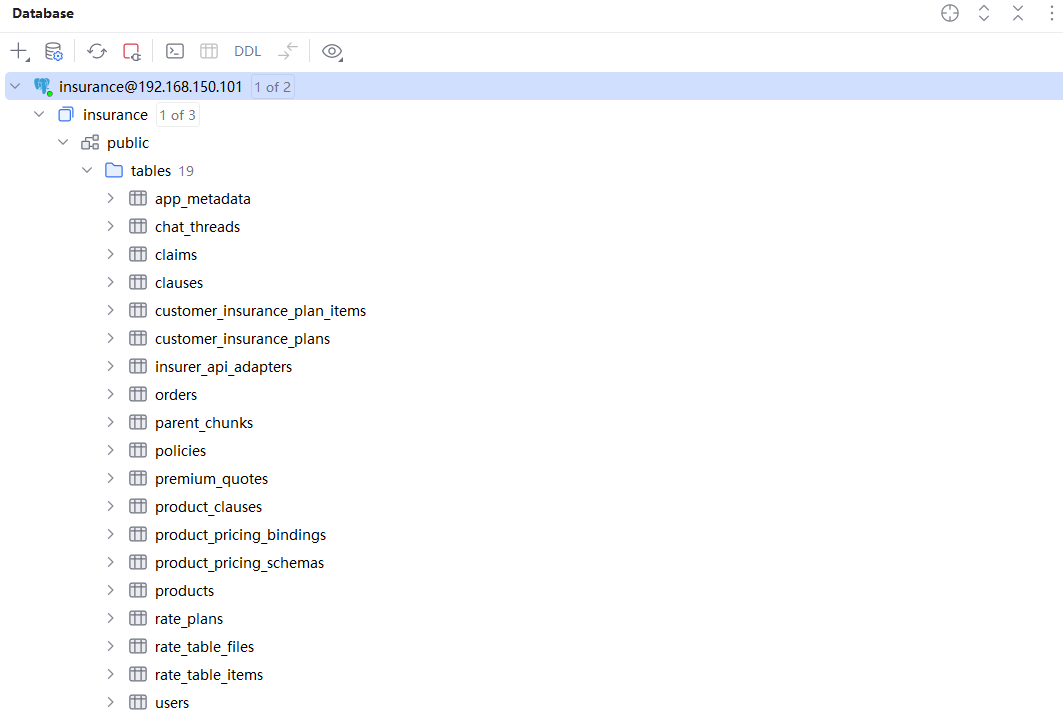 Database
DDL
insurance@192.168.150.101 1 of 2
insurance 1 of 3
public
tables 19
app_metadata
chat_threads
claims
clauses
customer_insurance_plan_items
customer_insurance_plans
insurer_api_adapters
orders
parent_chunks
policies
premium_quotes
product_clauses
product_pricing_bindings
product_pricing_schemas
products
rate_plans
rate_table_files
rate_table_items
users